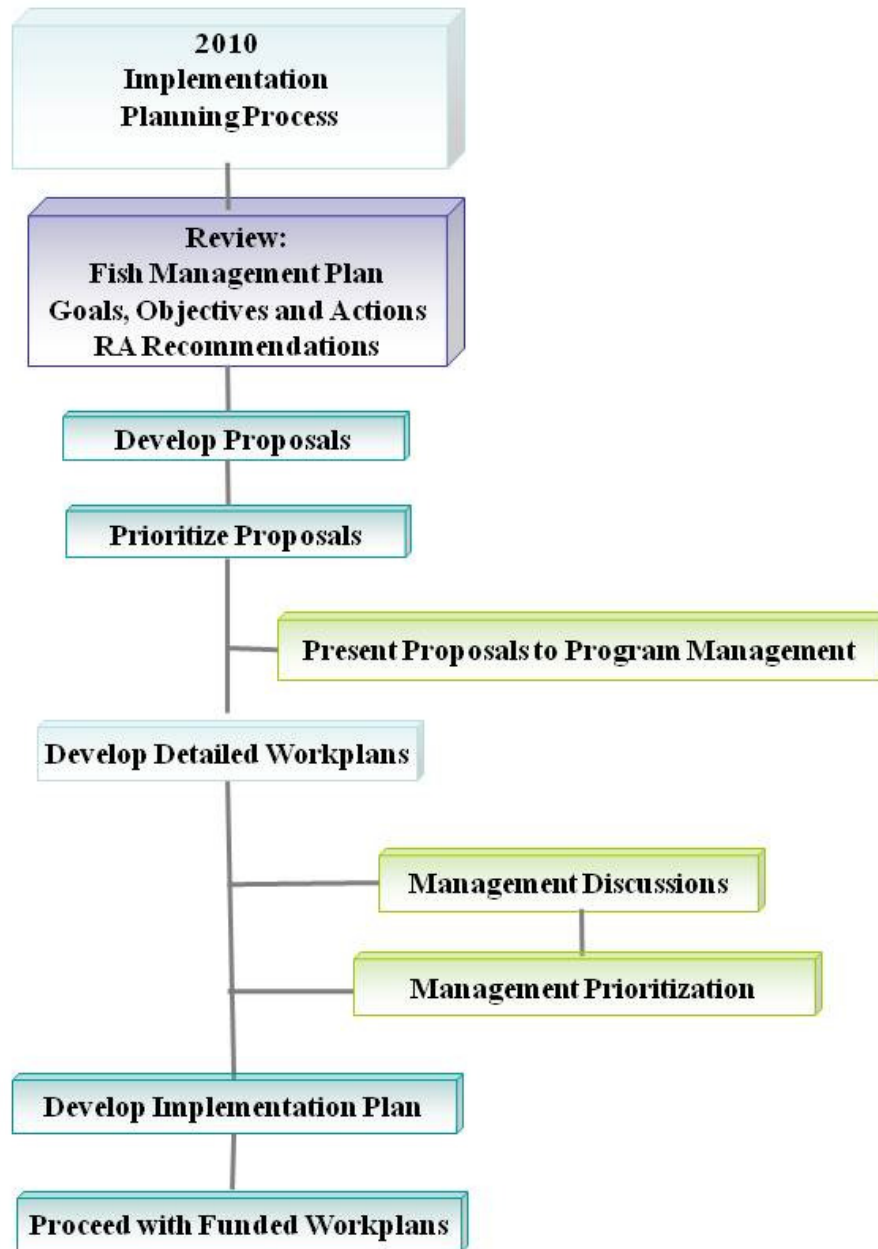 2010
Implementation
Planning Process
Review:
Fish Management Plan
Goals, Objectives and Actions
RA Recommendations
Develop Proposals
Prioritize Proposals
Present Proposals to Program Management
Develop Detailed Workplans
Management Discussions
Management Prioritization
Develop Implementation Plan
Proceed with Funded Workplans